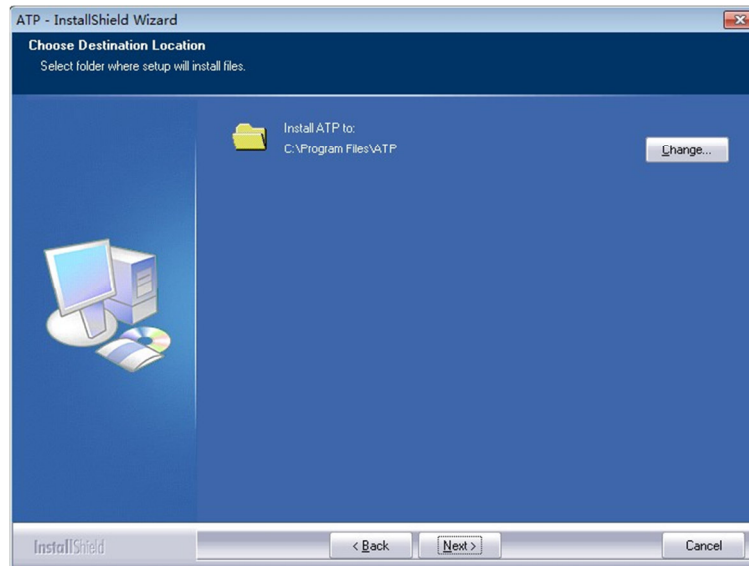 ATP - InstallShield Wizard
Choose Destination Location
Select folder where setup will install files.
Install ATP to:
C:\Program Files\ATP
Change...
InstallShield
< Back
Next >
Cancel